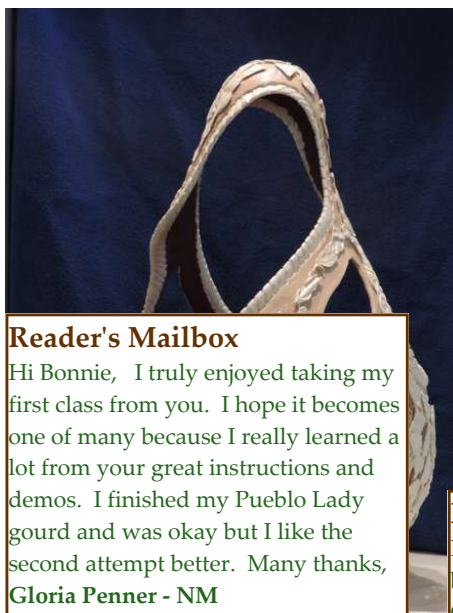 Reader's Mailbox
Hi Bonnie,   I truly enjoyed taking my
first class from you.  I hope it becomes
one of many because I really learned a
lot from your great instructions and
demos.  I finished my Pueblo Lady
gourd and was okay but I like the
second attempt better.  Many thanks,
Gloria Penner - NM